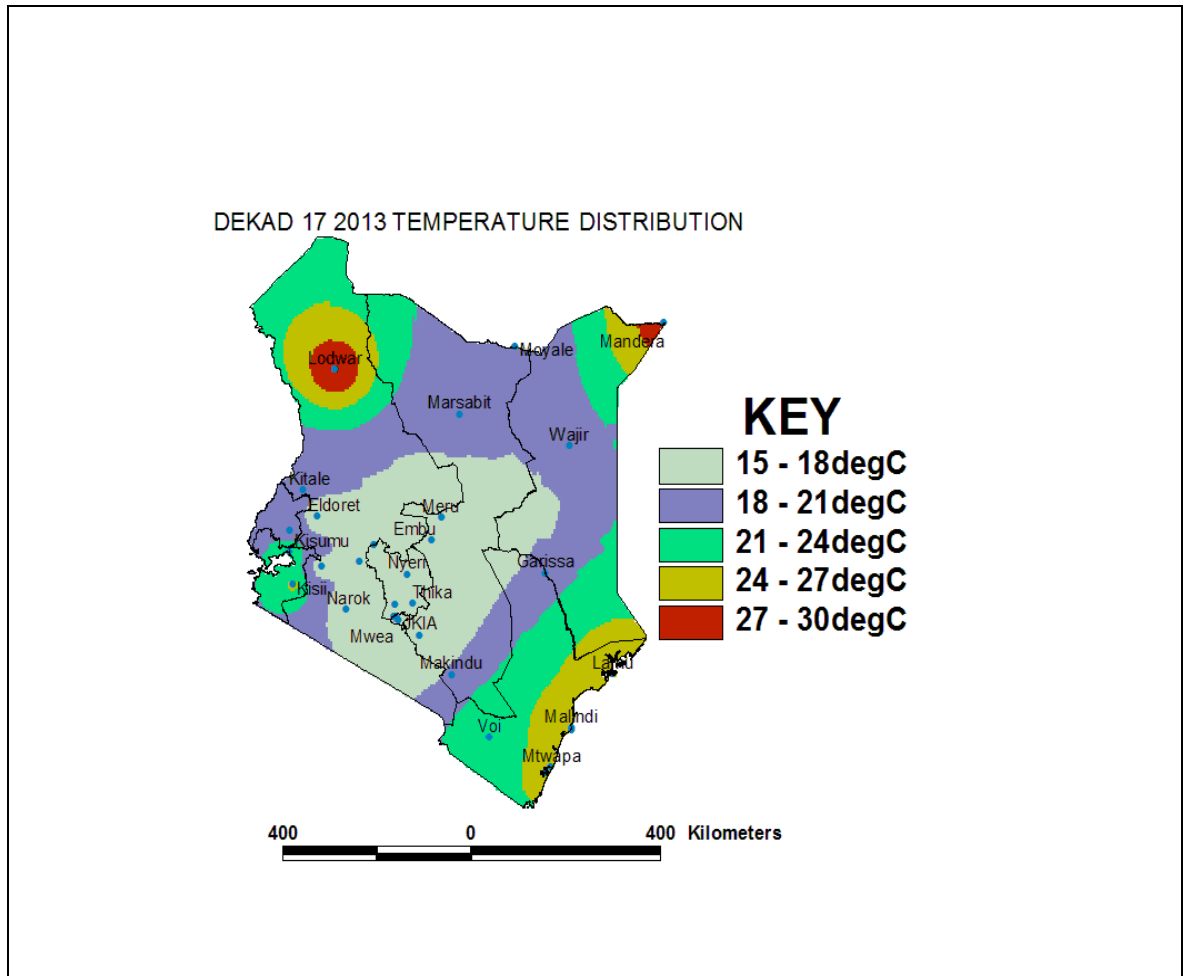 DEKAD 17 2013 TEMPERATURE DISTRIBUTION
Lodwar
Moyale
Mandera
Marsabit
Wajir
KEY
15 - 18degC
18 - 21degC
21 - 24degC
24 - 27degC
27 - 30degC
Kitale
Eldoret
Meru
Embu
Kisumu
Nyeri
Garissa
Kisii
Narok
Thika
JKIA
Mwea
Makindu
Lamu
Voi
Malindi
Mtwapa
400 0 400 Kilometers